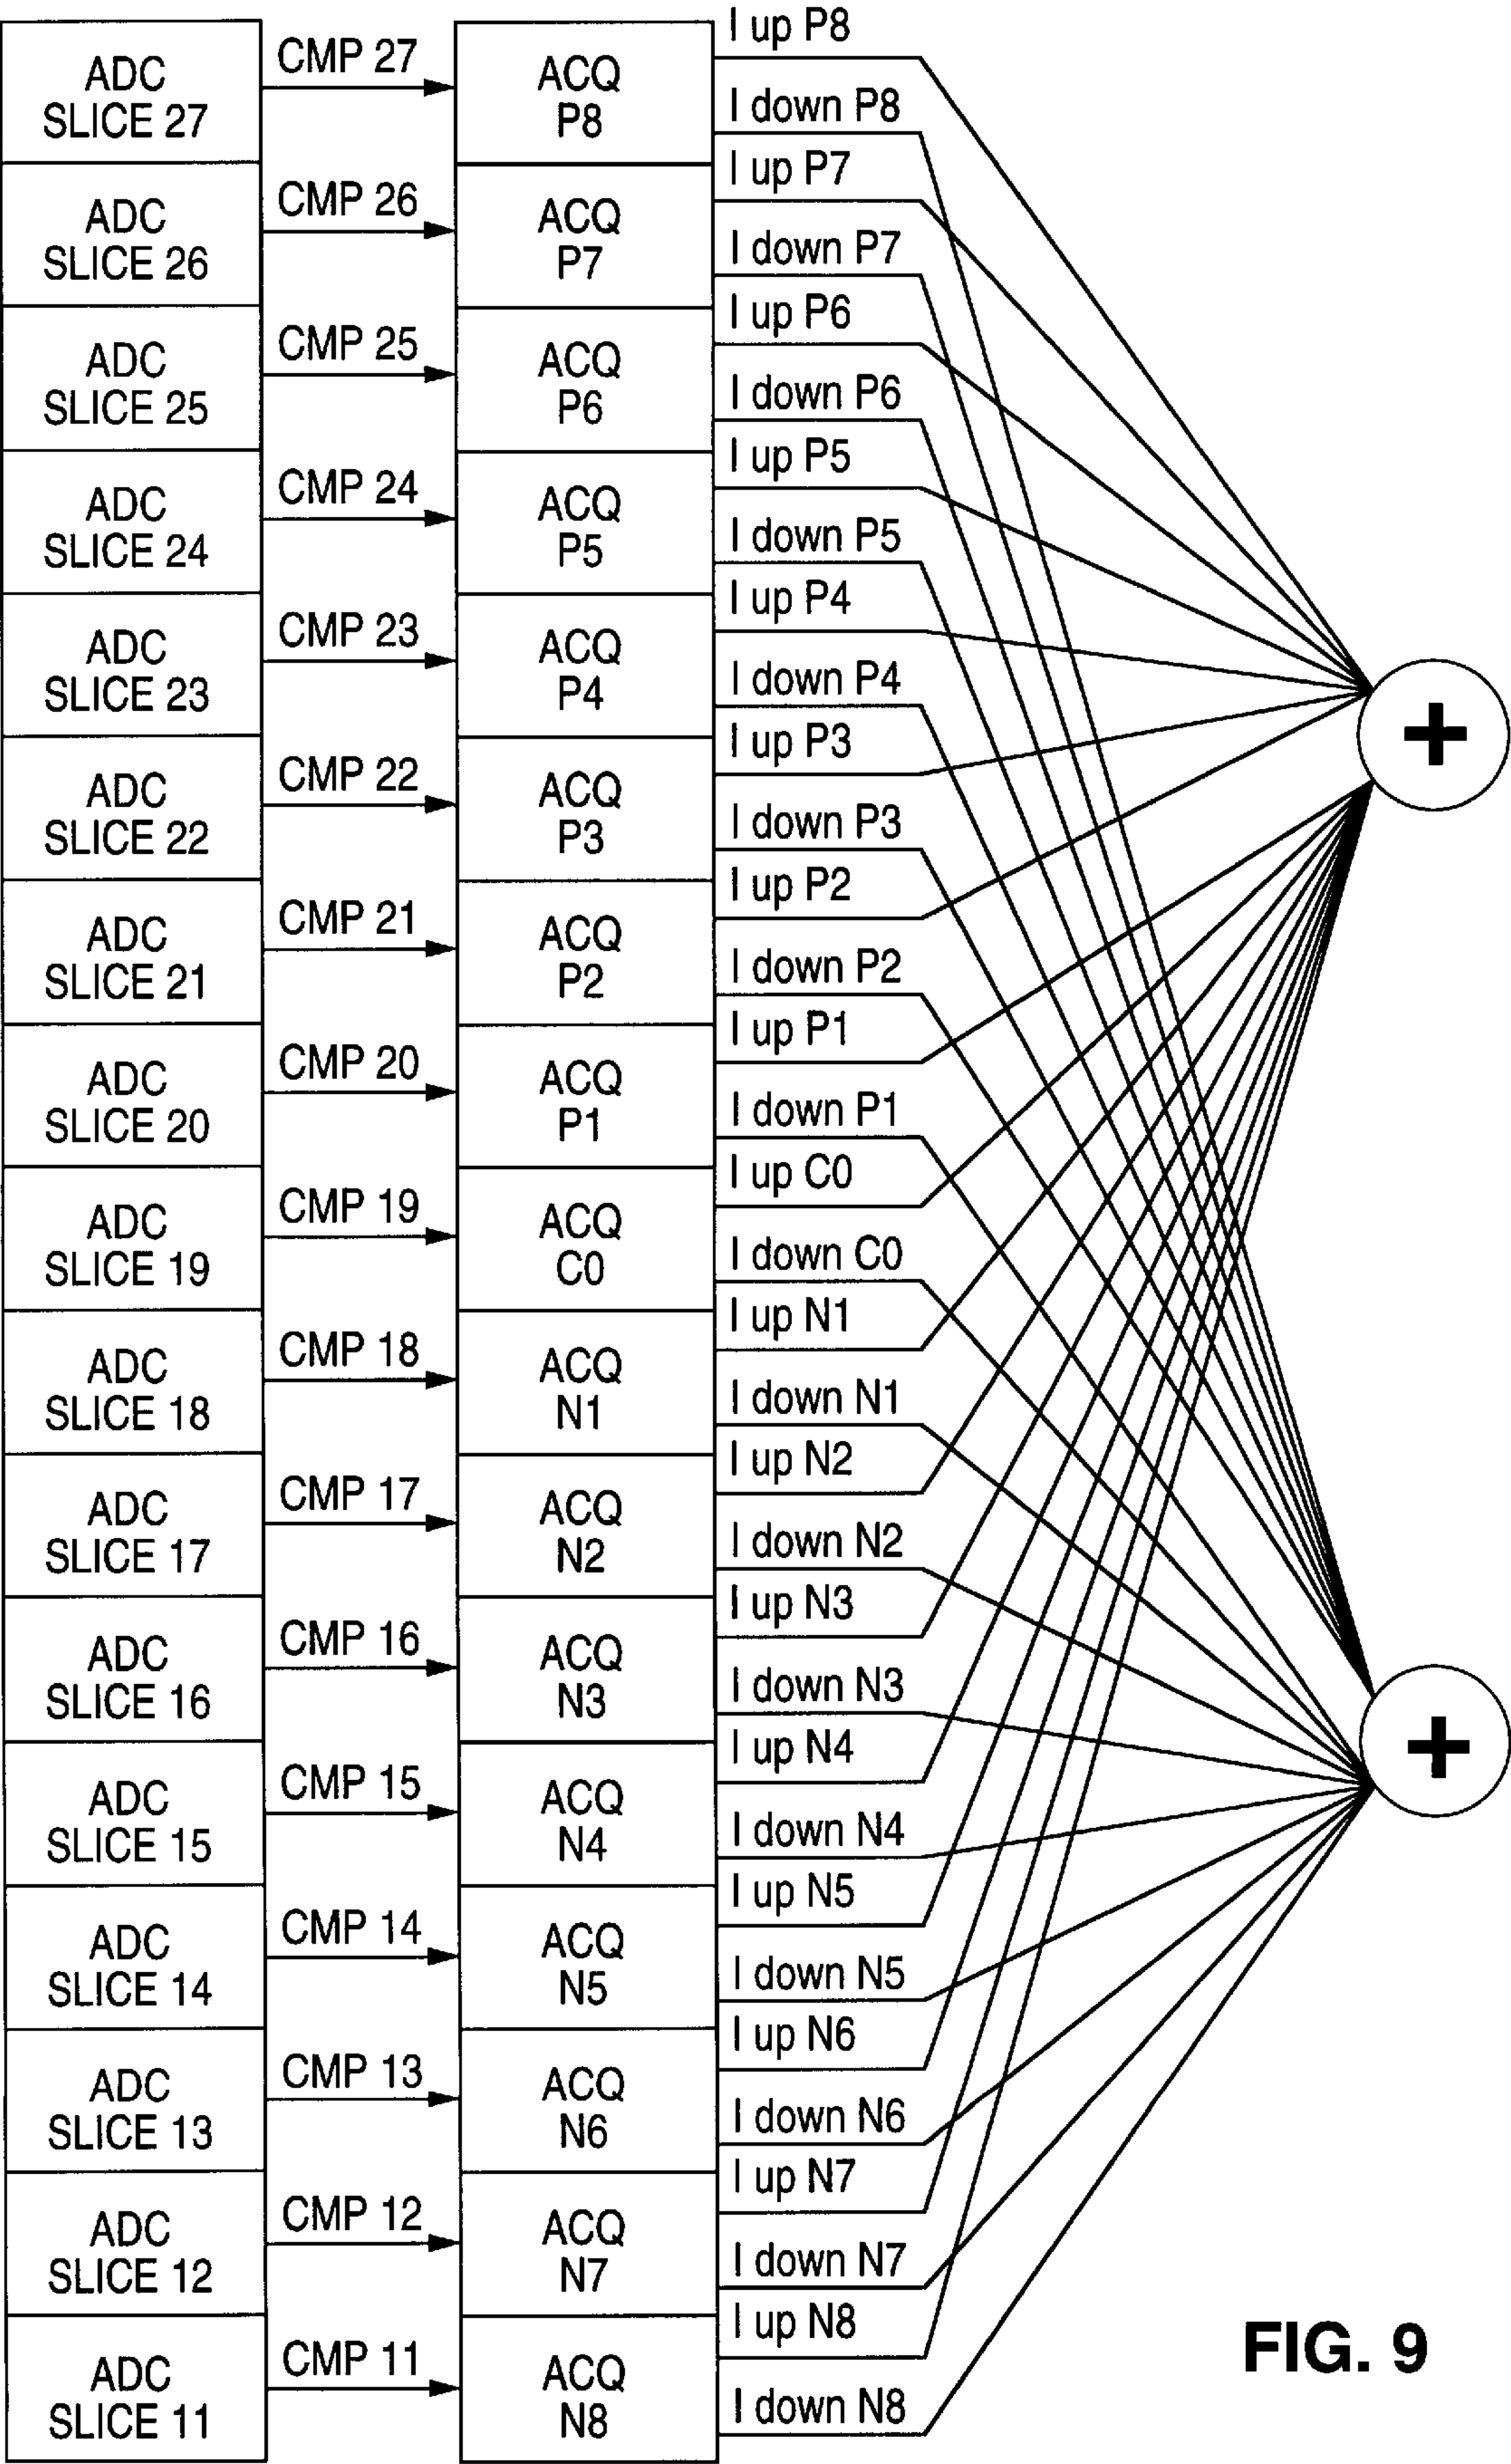 I up P8
ADC
SLICE 27
CMP 27
ACQ
P8
I down P8
I up P7
ADC
SLICE 26
CMP 26
ACQ
P7
I down P7
I up P6
ADC
SLICE 25
CMP 25
ACQ
P6
I down P6
I up P5
ADC
SLICE 24
CMP 24
ACQ
P5
I down P5
I up P4
ADC
SLICE 23
CMP 23
ACQ
P4
I down P4
I up P3
+
ADC
SLICE 22
CMP 22
ACQ
P3
I down P3
I up P2
ADC
SLICE 21
CMP 21
ACQ
P2
I down P2
I up P1
ADC
SLICE 20
CMP 20
ACQ
P1
I down P1
I up C0
ADC
SLICE 19
CMP 19
ACQ
C0
I down C0
I up N1
ADC
SLICE 18
CMP 18
ACQ
N1
I down N1
I up N2
ADC
SLICE 17
CMP 17
ACQ
N2
I down N2
I up N3
ADC
SLICE 16
CMP 16
ACQ
N3
I down N3
I up N4
+
ADC
SLICE 15
CMP 15
ACQ
N4
I down N4
I up N5
ADC
SLICE 14
CMP 14
ACQ
N5
I down N5
I up N6
ADC
SLICE 13
CMP 13
ACQ
N6
I down N6
I up N7
ADC
SLICE 12
CMP 12
ACQ
N7
I down N7
I up N8
ADC
SLICE 11
CMP 11
ACQ
N8
I down N8
FIG. 9